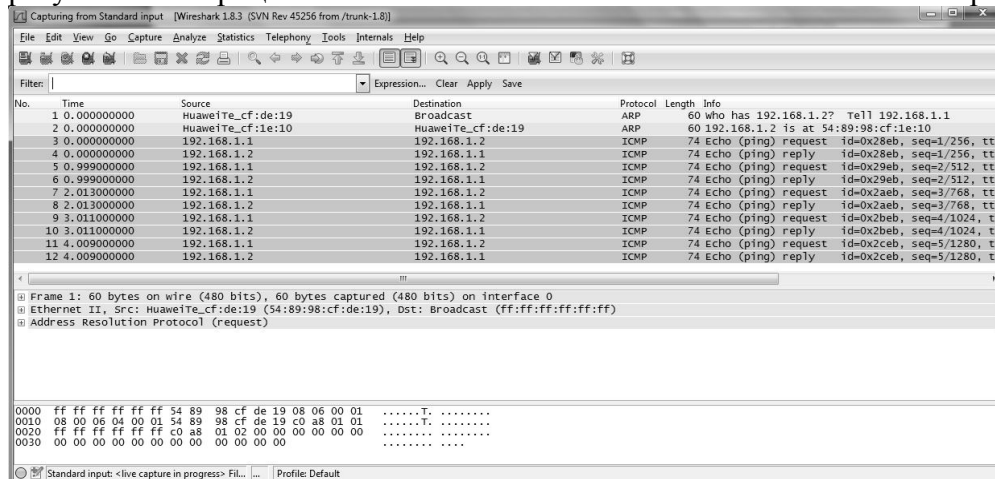 Capturing from Standard input [Wireshark 1.8.3 (SVN Rev 45256 from /trunk-1.8)]
File Edit View Go Capture Analyze Statistics Telephony Tools Internals Help
Filter: Expression... Clear Apply Save
No. Time Source Destination Protocol Length Info
1 0.000000000 HuaweiTe_cf:de:19 Broadcast ARP 60 Who has 192.168.1.2? Tell 192.168.1.1
2 0.000000000 HuaweiTe_cf:1e:10 HuaweiTe_cf:de:19 ARP 60 192.168.1.2 is at 54:89:98:cf:1e:10
3 0.000000000 192.168.1.1 192.168.1.2 ICMP 74 Echo (ping) request id=0x28eb, seq=1/256, tt
4 0.000000000 192.168.1.2 192.168.1.1 ICMP 74 Echo (ping) reply id=0x28eb, seq=1/256, tt
5 0.999000000 192.168.1.1 192.168.1.2 ICMP 74 Echo (ping) request id=0x29eb, seq=2/512, tt
6 0.999000000 192.168.1.2 192.168.1.1 ICMP 74 Echo (ping) reply id=0x29eb, seq=2/512, tt
7 2.013000000 192.168.1.1 192.168.1.2 ICMP 74 Echo (ping) request id=0x2aeb, seq=3/768, tt
8 2.013000000 192.168.1.2 192.168.1.1 ICMP 74 Echo (ping) reply id=0x2aeb, seq=3/768, tt
9 3.011000000 192.168.1.1 192.168.1.2 ICMP 74 Echo (ping) request id=0x2beb, seq=4/1024, t
10 3.011000000 192.168.1.2 192.168.1.1 ICMP 74 Echo (ping) reply id=0x2beb, seq=4/1024, t
11 4.009000000 192.168.1.1 192.168.1.2 ICMP 74 Echo (ping) request id=0x2ceb, seq=5/1280, t
12 4.009000000 192.168.1.2 192.168.1.1 ICMP 74 Echo (ping) reply id=0x2ceb, seq=5/1280, t
Frame 1: 60 bytes on wire (480 bits), 60 bytes captured (480 bits) on interface 0
Ethernet II, Src: HuaweiTe_cf:de:19 (54:89:98:cf:de:19), Dst: Broadcast (ff:ff:ff:ff:ff:ff)
Address Resolution Protocol (request)
0000 ff ff ff ff ff ff 54 89 98 cf de 19 08 06 00 01 ......T. ........
0010 08 00 06 04 00 01 54 89 98 cf de 19 c0 a8 01 01 ......T. ........
0020 ff ff ff ff ff ff c0 a8 01 02 00 00 00 00 00 00 ........ ........
0030 00 00 00 00 00 00 00 00 00 00 00 00 ........ ....
Standard input: <live capture in progress> Fil... ... Profile: Default